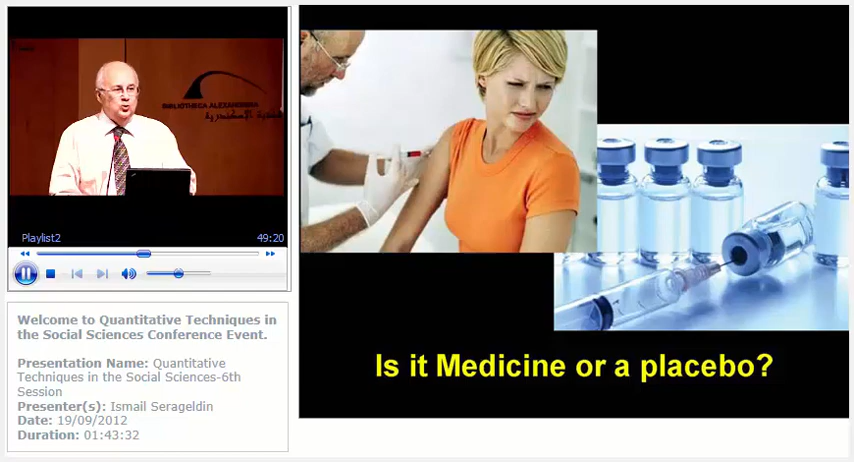 BIBLIOTHECA ALEXANDRINA
مكتبة الإسكندرية
Playlist2
49:20
Welcome to Quantitative Techniques in
the Social Sciences Conference Event.
Presentation Name: Quantitative
Techniques in the Social Sciences-6th
Session
Presenter(s): Ismail Serageldin
Date: 19/09/2012
Duration: 01:43:32
Is it Medicine or a placebo?